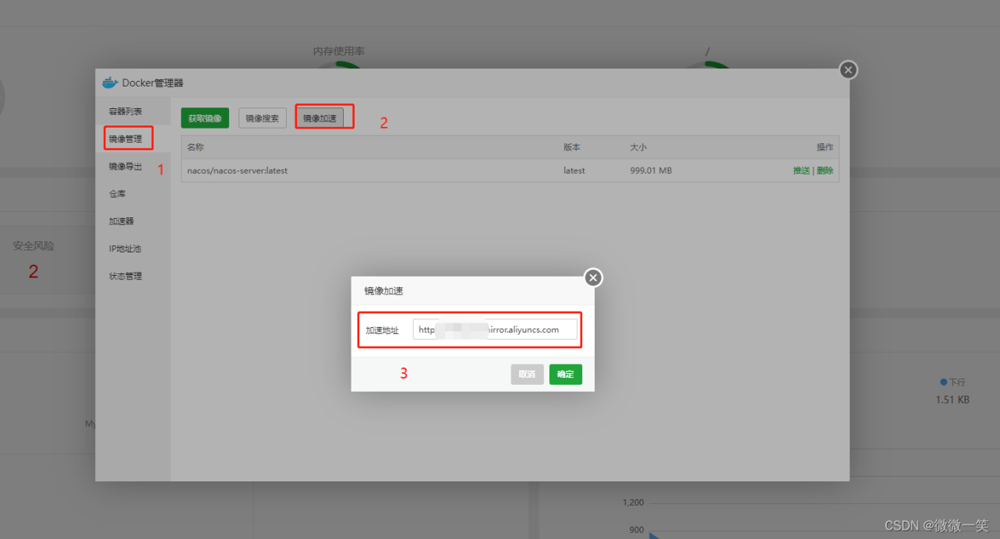 内存使用率
/
Docker管理器
容器列表
获取镜像
镜像搜索
镜像加速
2
镜像管理
名称
版本
大小
操作
镜像导出
1
nacos/nacos-server:latest
latest
999.01 MB
推送 | 删除
仓库
加速器
IP地址池
状态管理
安全风险
2
镜像加速
加速地址
http
irror.aliyuncs.com
3
取消
确定
下行
1.51 KB
My
1,200
900
CSDN @微微一笑